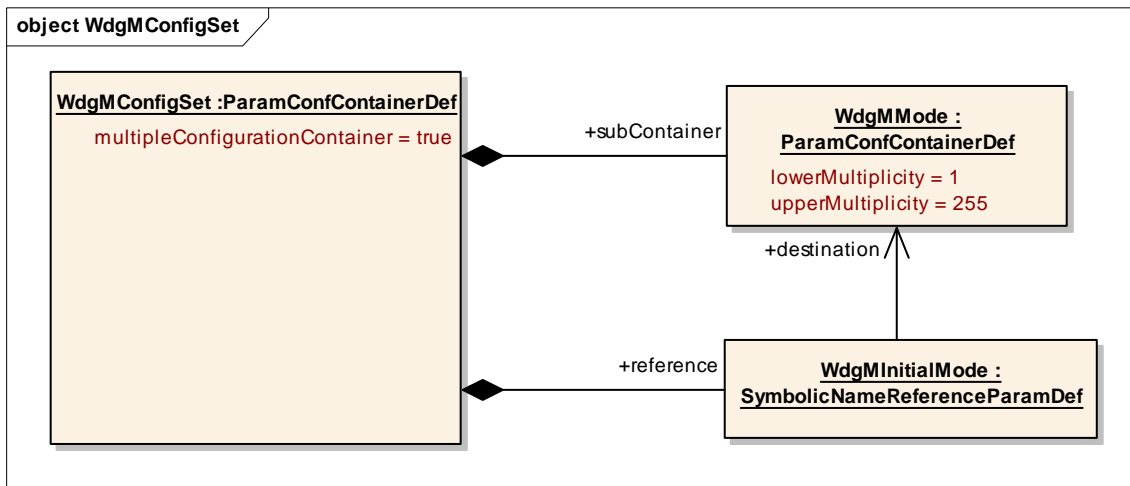 object WdgMConfigSet
WdgMConfigSet :ParamConfContainerDef
multipleConfigurationContainer = true
+subContainer
WdgMMode :
ParamConfContainerDef
lowerMultiplicity = 1
upperMultiplicity = 255
+destination
+reference
WdgMInitialMode :
SymbolicNameReferenceParamDef